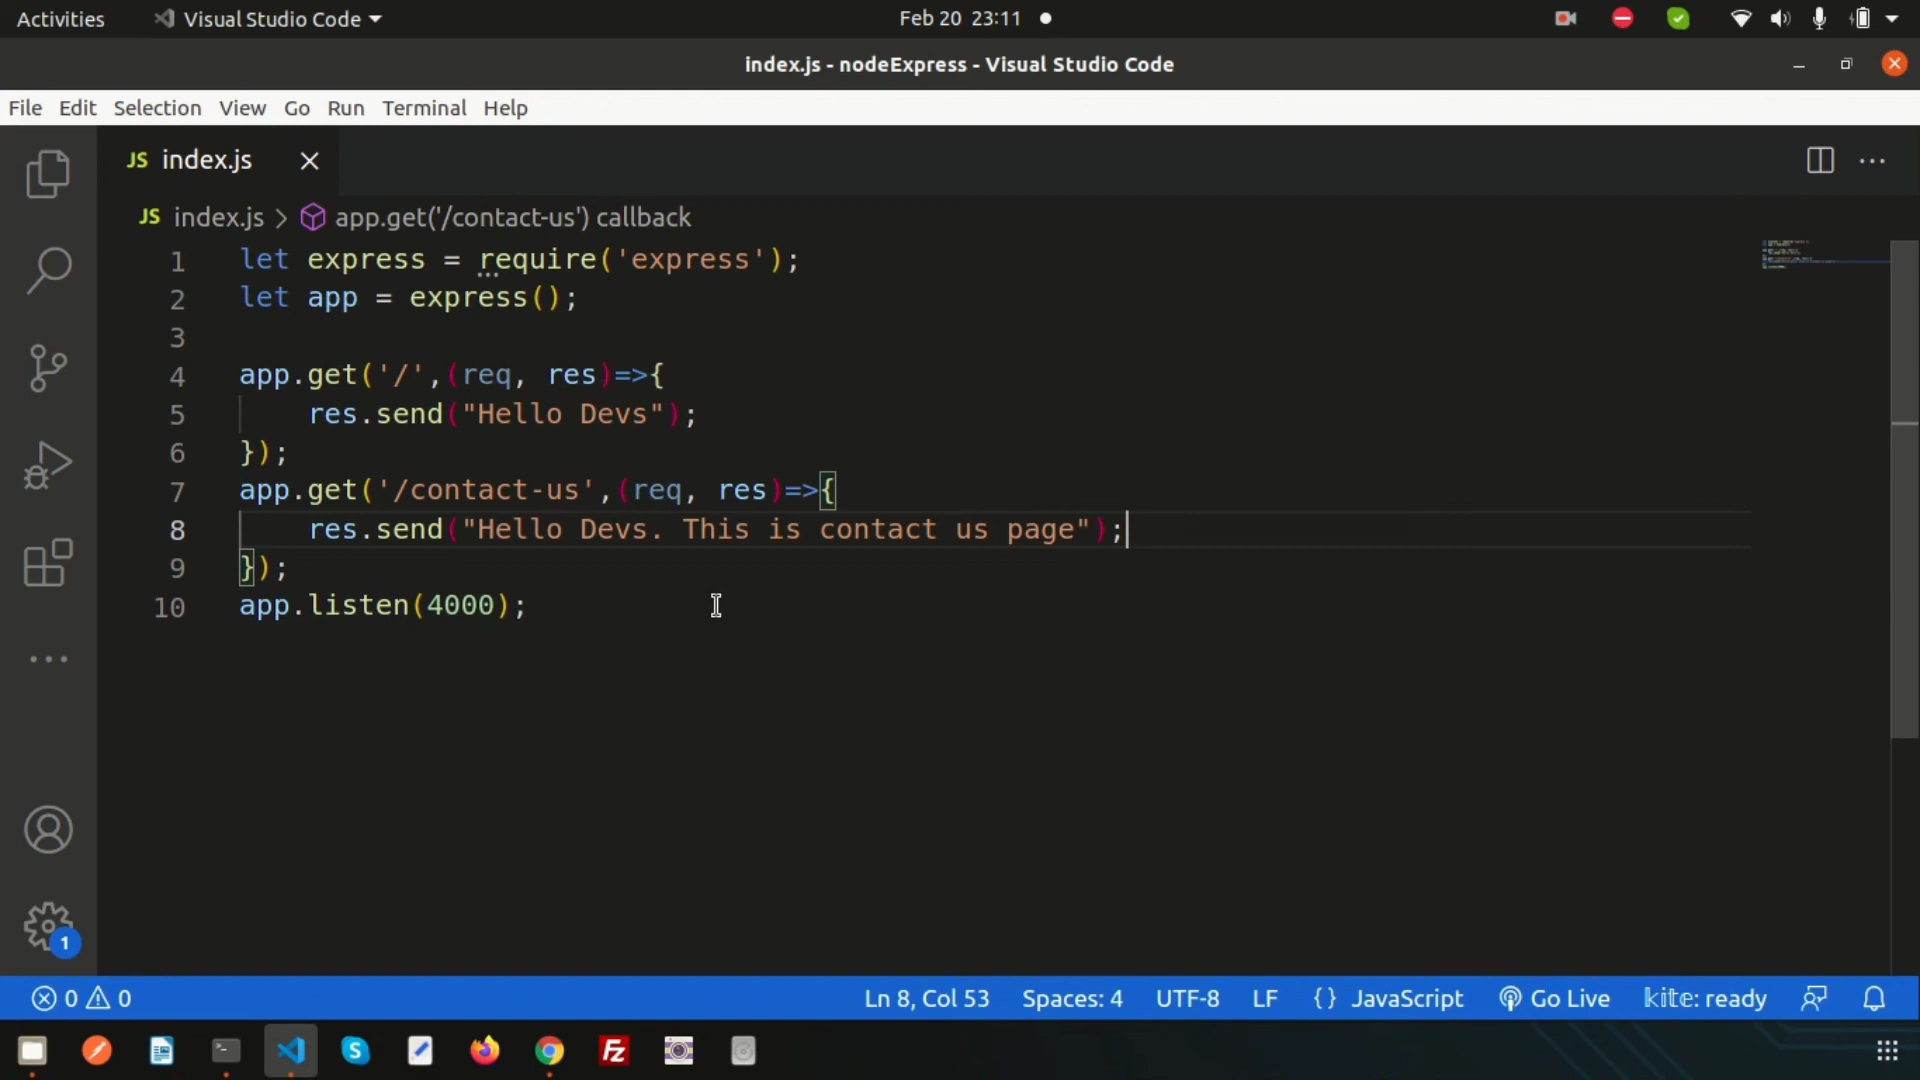 Activities
Visual Studio Code
Feb 20 23:11
index.js - nodeExpress - Visual Studio Code
File Edit Selection View Go Run Terminal Help
JS index.js
JS index.js > app.get('/contact-us') callback
1 let express = require('express');
2 let app = express();
3
4 app.get('/',(req, res)=>{
5     res.send("Hello Devs");
6 });
7 app.get('/contact-us',(req, res)=>{
8     res.send("Hello Devs. This is contact us page");
9 });
10 app.listen(4000);
1
0 0
Ln 8, Col 53
Spaces: 4
UTF-8
LF
{} JavaScript
Go Live
kite: ready
S
Fz